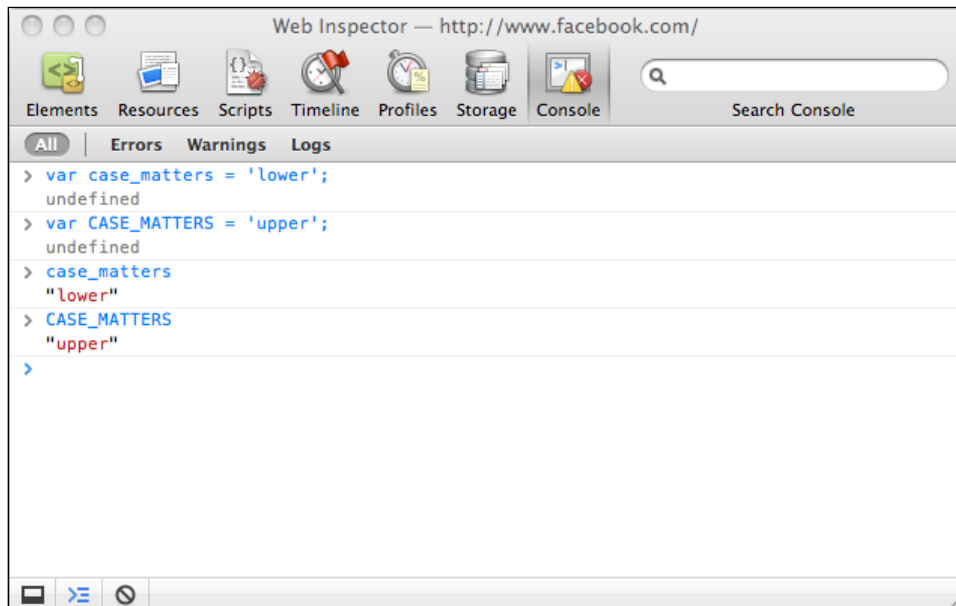 Web Inspector — http://www.facebook.com/
Elements Resources Scripts Timeline Profiles Storage Console Search Console
All Errors Warnings Logs
> var case_matters = 'lower';
undefined
> var CASE_MATTERS = 'upper';
undefined
> case_matters
"lower"
> CASE_MATTERS
"upper"
>